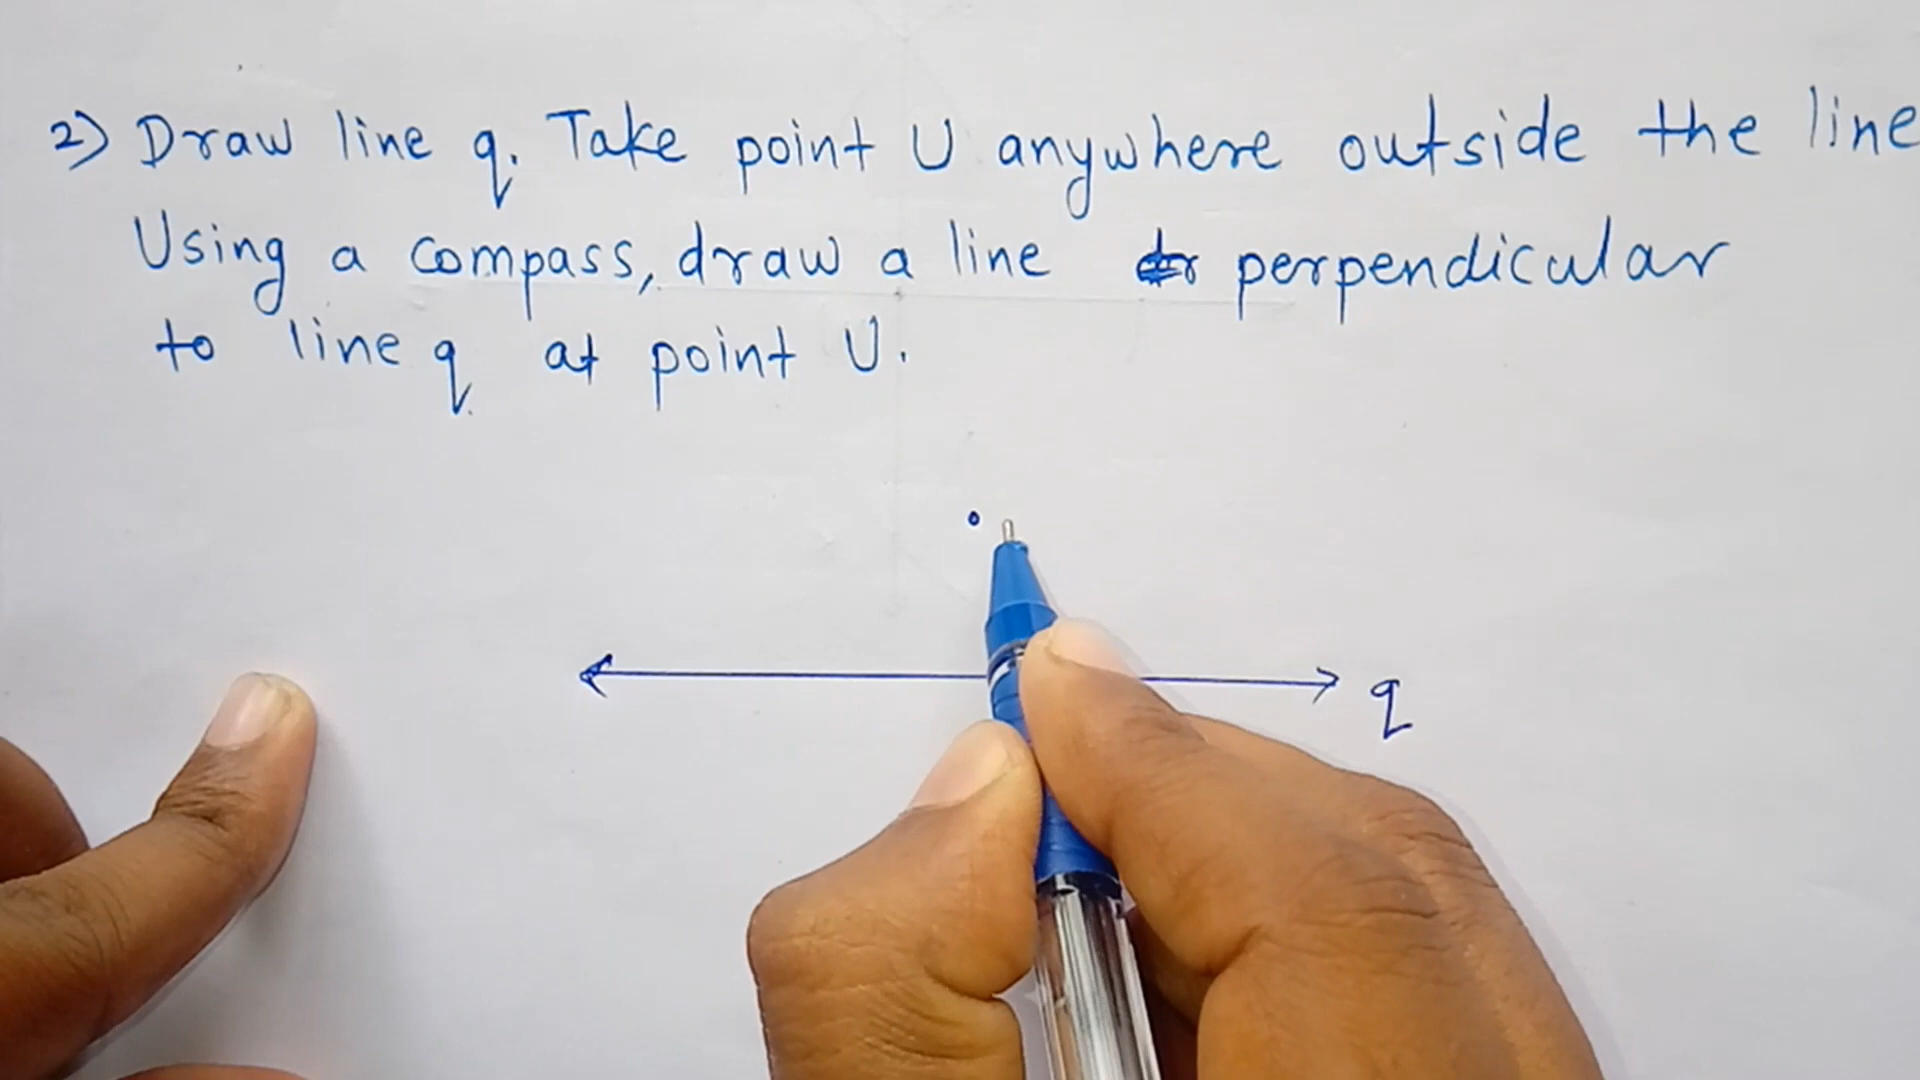 2) Draw line q. Take point U anywhere outside the line
Using a compass, draw a line perpendicular
to line q at point U.
q